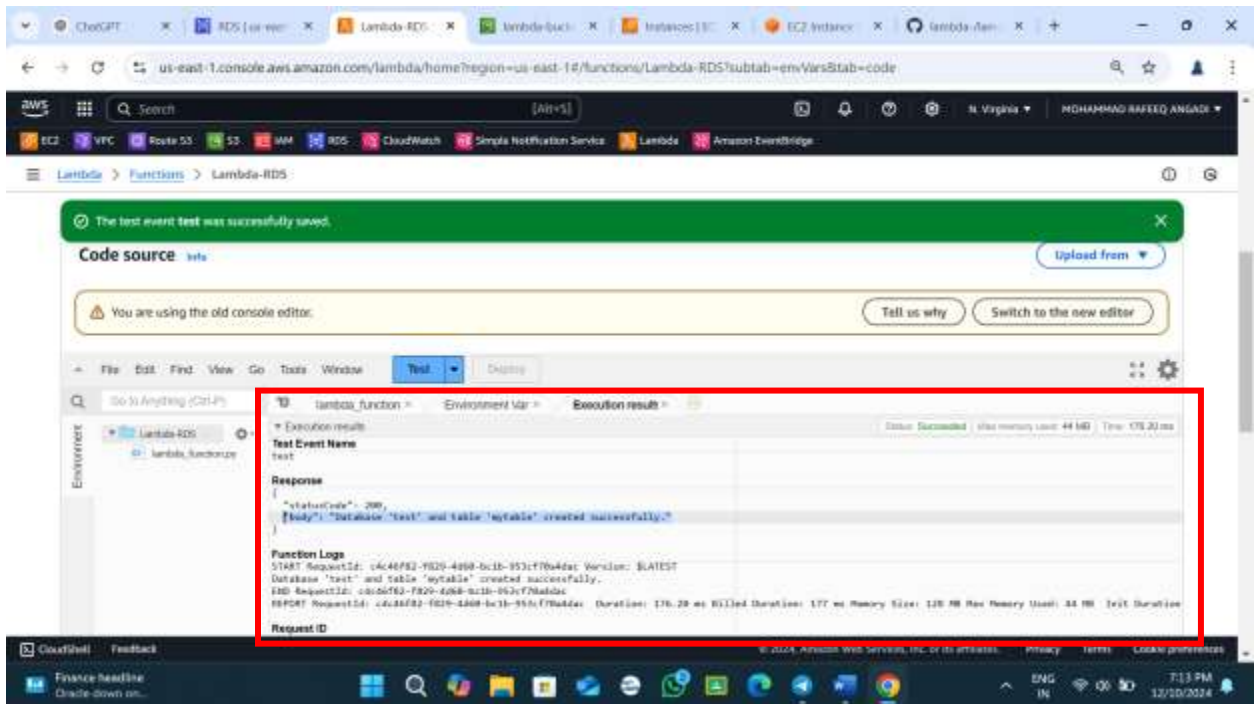 ChatGPT
RDS | us-east
Lambda-RDS
lambda-buck
Instances | EC
EC2 Instance
us-east-1.console.aws.amazon.com/lambda/home?region=us-east-1#/functions/Lambda-RDS?subtab=envVars&tab=code
aws
Search
[Alt+S]
N. Virginia
MOHAMMAD RAFEEQ ANGADI
EC2
VPC
Route 53
S3
IAM
RDS
CloudWatch
Simple Notification Service
Lambda
Amazon EventBridge
Lambda > Functions > Lambda-RDS
The test event test was successfully saved.
Code source Info
Upload from
You are using the old console editor.
Tell us why
Switch to the new editor
File Edit Find View Go Tools Window
Test
Deploy
Go to Anything (Ctrl-P)
lambda_function
Environment Var
Execution result
Environment
Lambda-RDS
lambda_function.py
Execution results
Status: Succeeded
Max memory used: 44 MB
Time: 176.20 ms
Test Event Name
test
Response
{
"statusCode": 200,
"body": "Database 'test' and table 'mytable' created successfully."
}
Function Logs
START RequestId: Version: $LATEST
Database 'test' and table 'mytable' created successfully.
END RequestId:
REPORT RequestId: Duration: 176.20 ms Billed Duration: 177 ms Memory Size: 128 MB Max Memory Used: 44 MB Init Duration
Request ID
CloudShell
Feedback
© 2024, Amazon Web Services, Inc. or its affiliates.
Privacy
Terms
Cookie preferences
Finance headline
Oracle down on...
ENG
IN
7:13 PM
12/10/2024